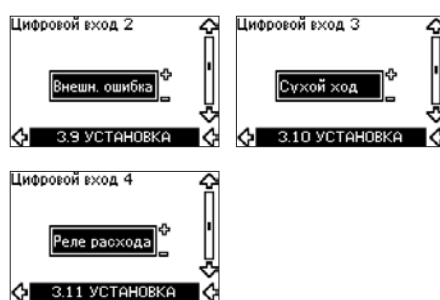 Цифровой вход 2
Внешн. ошибка
3.9 УСТАНОВКА
Цифровой вход 3
Сухой ход
3.10 УСТАНОВКА
Цифровой вход 4
Реле расхода
3.11 УСТАНОВКА